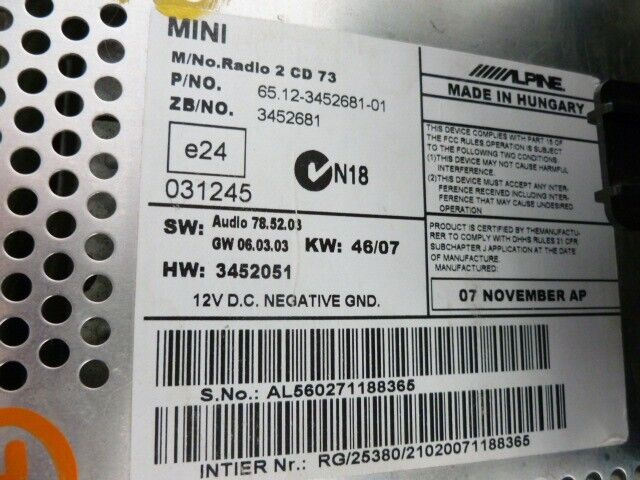 MINI
M/No.Radio 2 CD 73
P/NO. 65.12-3452681-01
ZB/NO. 3452681
e24
031245
N18
SW: Audio 78.52.03
GW 06.03.03 KW: 46/07
HW: 3452051
12V D.C. NEGATIVE GND.
ALPINE
MADE IN HUNGARY
THIS DEVICE COMPLIES WITH PART 15 OF
THE FCC RULES OPERATION IS SUBJECT
TO THE FOLLOWING TWO CONDITIONS
(1)THIS DEVICE MAY NOT CAUSE HARMFUL
INTERFERENCE.
(2)THIS DEVICE MUST ACCEPT ANY INTER-
FERENCE RECEIVED INCLUDING INTER-
FERENCE THAT MAY CAUSE UNDESIRED
OPERATION
PRODUCT IS CERTIFIED BY THEMANUFACTU-
RER TO COMPLY WITH DHHS RULES 21 CFR
SUBCHAPTER J APPLICATION AT THE DATE
OF MANUFACTURE.
07 NOVEMBER AP
S.No.: AL560271188365
INTIER Nr.: RG/25380/21020071188365